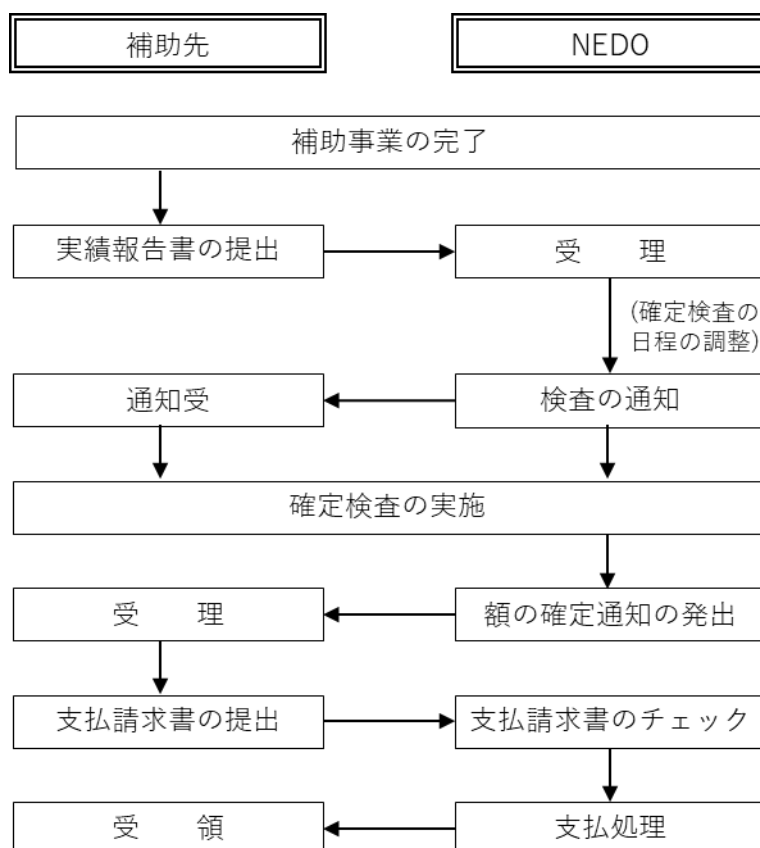 補助先
NEDO
補助事業の完了
実績報告書の提出
受　　理
(確定検査の
日程の調整)
通知受
検査の通知
確定検査の実施
受　　理
額の確定通知の発出
支払請求書の提出
支払請求書のチェック
受　　領
支払処理